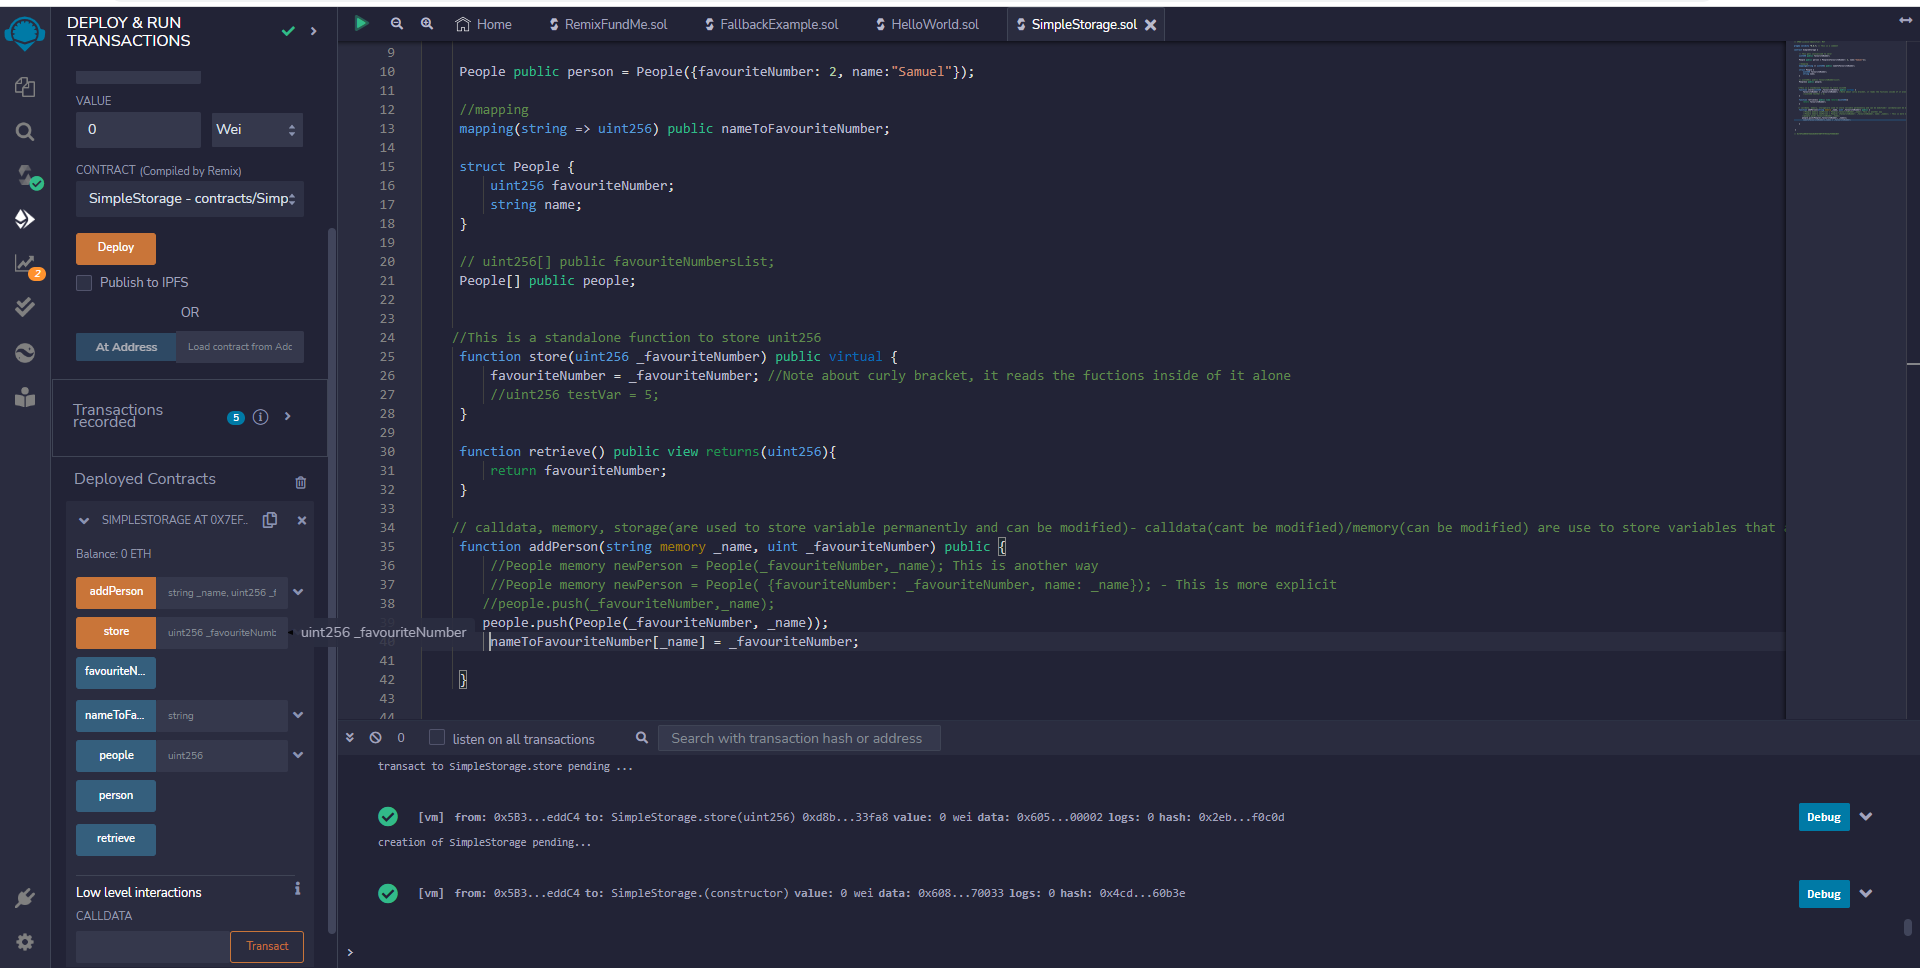 DEPLOY & RUN
TRANSACTIONS
VALUE
0
Wei
CONTRACT (Compiled by Remix)
SimpleStorage - contracts/Simp
Deploy
Publish to IPFS
OR
At Address
Load contract from Adc
Transactions
recorded
5
2
Deployed Contracts
SIMPLESTORAGE AT 0X7EF...
Balance: 0 ETH
addPerson
string _name, uint256 _f
store
uint256 _favouriteNumb
uint256 _favouriteNumber
favouriteN...
nameToFa...
string
people
uint256
person
retrieve
Low level interactions
CALLDATA
Transact
Home
RemixFundMe.sol
FallbackExample.sol
HelloWorld.sol
SimpleStorage.sol
9
10 People public person = People({favouriteNumber: 2, name:"Samuel"});
11
12 //mapping
13 mapping(string => uint256) public nameToFavouriteNumber;
14
15 struct People {
16 uint256 favouriteNumber;
17 string name;
18 }
19
20 // uint256[] public favouriteNumbersList;
21 People[] public people;
22
23
24 //This is a standalone function to store unit256
25 function store(uint256 _favouriteNumber) public virtual {
26 favouriteNumber = _favouriteNumber; //Note about curly bracket, it reads the fuctions inside of it alone
27 //uint256 testVar = 5;
28 }
29
30 function retrieve() public view returns(uint256){
31 return favouriteNumber;
32 }
33
34 // calldata, memory, storage(are used to store variable permanently and can be modified)- calldata(cant be modified)/memory(can be modified) are use to store variables that
35 function addPerson(string memory _name, uint _favouriteNumber) public {
36 //People memory newPerson = People(_favouriteNumber,_name); This is another way
37 //People memory newPerson = People( {favouriteNumber: _favouriteNumber, name: _name}); - This is more explicit
38 //people.push(_favouriteNumber,_name);
people.push(People(_favouriteNumber, _name));
nameToFavouriteNumber[_name] = _favouriteNumber;
41
42 }
43
44
0
listen on all transactions
Search with transaction hash or address
transact to SimpleStorage.store pending ...
[vm] from: 0x5B3...eddC4 to: SimpleStorage.store(uint256) 0xd8b...33fa8 value: 0 wei data: 0x605...00002 logs: 0 hash: 0x2eb...f0c0d
Debug
creation of SimpleStorage pending...
[vm] from: 0x5B3...eddC4 to: SimpleStorage.(constructor) value: 0 wei data: 0x608...70033 logs: 0 hash: 0x4cd...60b3e
Debug
>